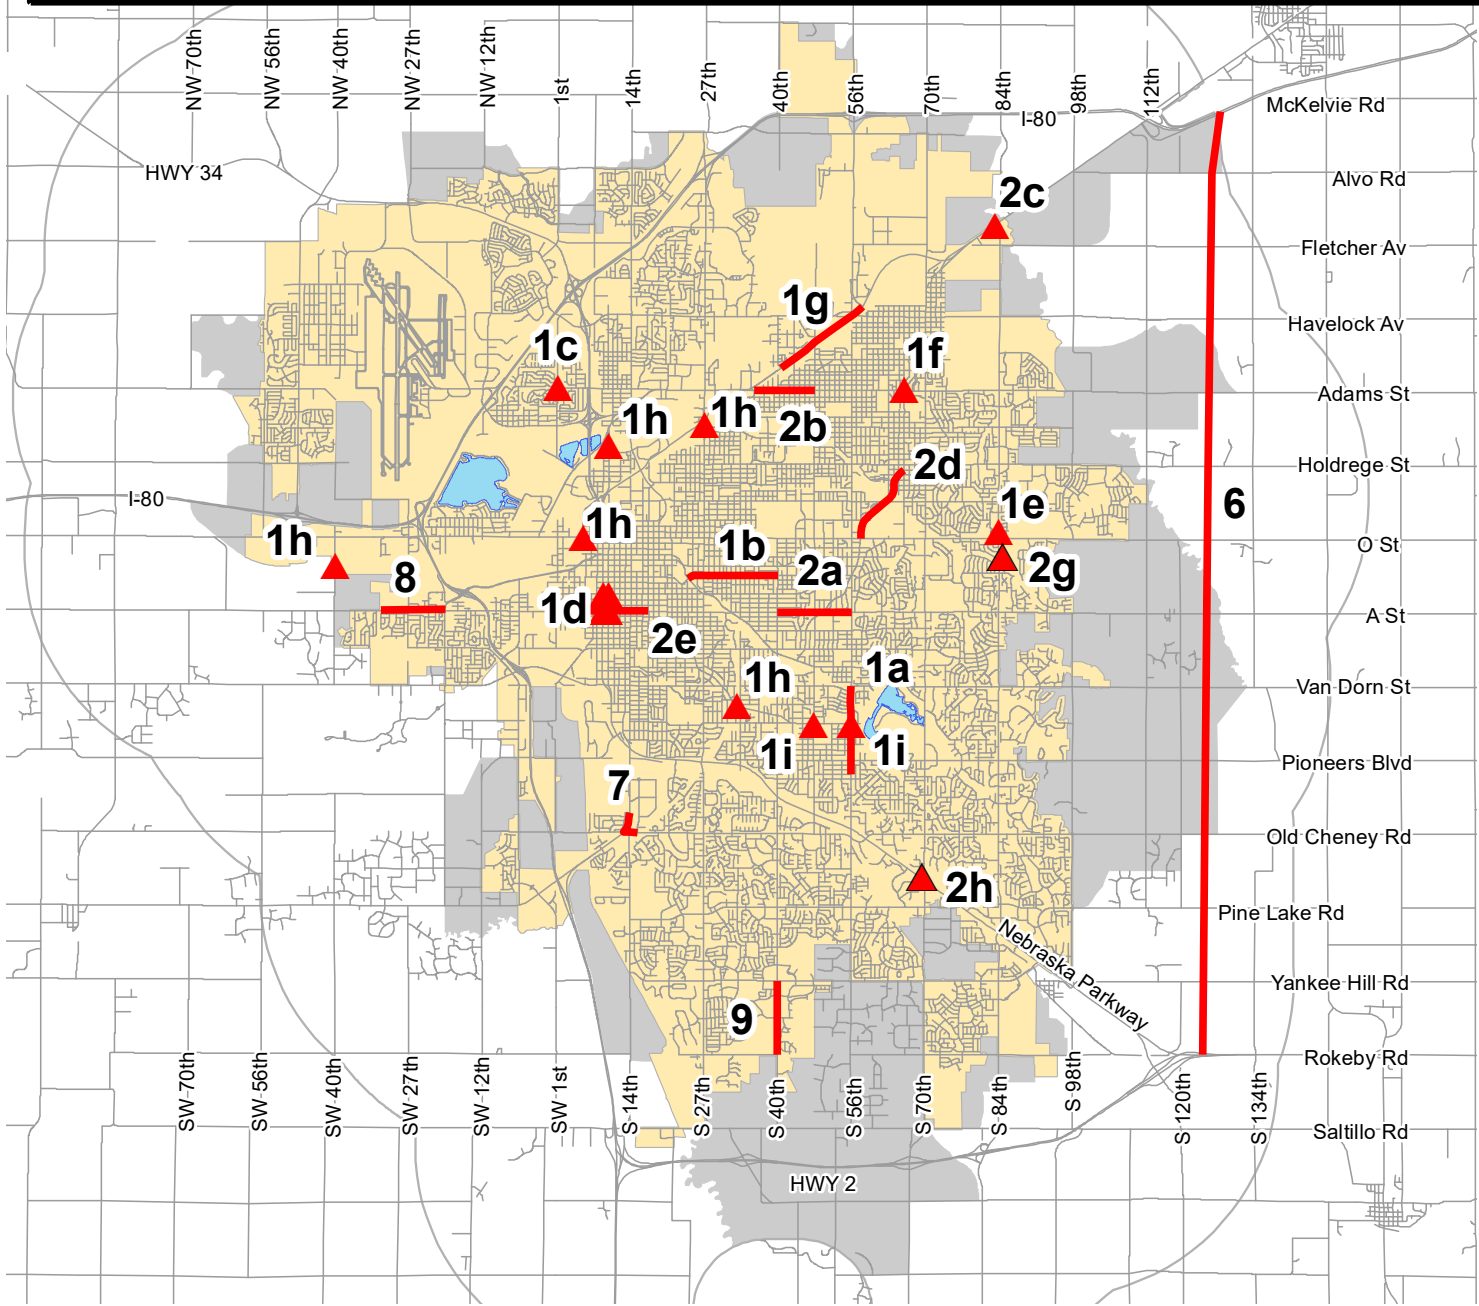 NW 70th
NW 56th
NW 40th
NW 27th
NW 12th
1st
14th
27th
40th
56th
70th
84th
98th
112th
McKelvie Rd
I-80
HWY 34
Alvo Rd
2c
Fletcher Av
1g
Havelock Av
1c
1f
Adams St
1h
1h
2b
2d
Holdrege St
I-80
6
1e
1h
1h
O St
1b
2a
2g
8
1d
A St
2e
1a
1h
Van Dorn St
1i
1i
Pioneers Blvd
7
Old Cheney Rd
2h
Pine Lake Rd
Nebraska Parkway
Yankee Hill Rd
9
Rokeby Rd
SW 70th
SW 56th
SW 40th
SW 27th
SW 12th
SW 1st
S 14th
S 27th
S 40th
S 56th
S 70th
S 84th
S 98th
S 120th
S 134th
Saltillo Rd
HWY 2